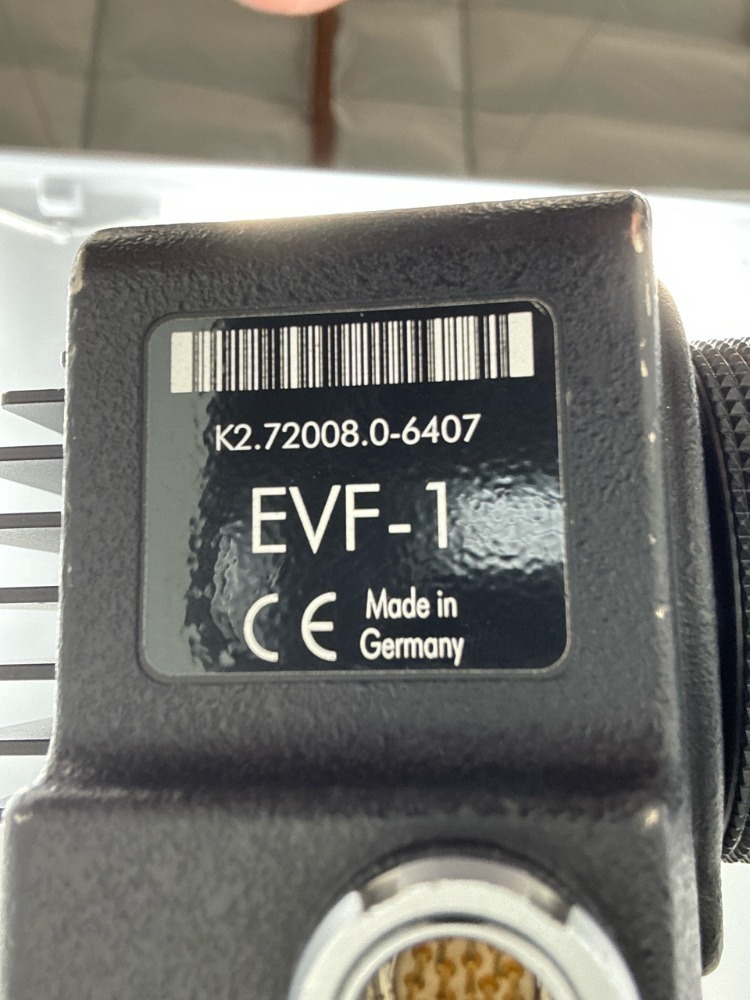 K2.72008.0-6407
EVF-1
CE Made in
Germany